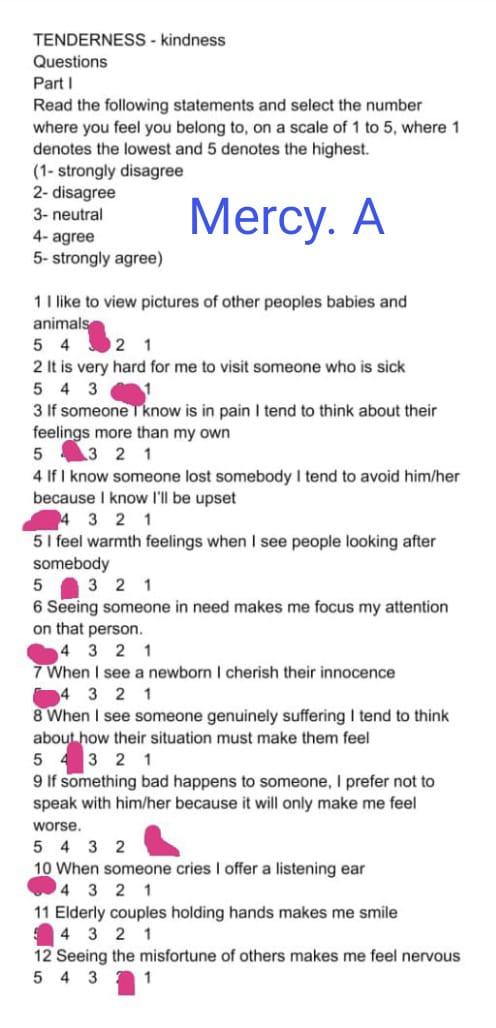 TENDERNESS - kindness
Questions
Part I
Read the following statements and select the number
where you feel you belong to, on a scale of 1 to 5, where 1
denotes the lowest and 5 denotes the highest.
(1- strongly disagree
2- disagree
3- neutral
4- agree
5- strongly agree)
Mercy. A
1 I like to view pictures of other peoples babies and
animals
5 4 2 1
2 It is very hard for me to visit someone who is sick
5 4 3 1
3 If someone I know is in pain I tend to think about their
feelings more than my own
5 3 2 1
4 If I know someone lost somebody I tend to avoid him/her
because I know I'll be upset
4 3 2 1
5 I feel warmth feelings when I see people looking after
somebody
5 3 2 1
6 Seeing someone in need makes me focus my attention
on that person.
4 3 2 1
7 When I see a newborn I cherish their innocence
4 3 2 1
8 When I see someone genuinely suffering I tend to think
about how their situation must make them feel
5 3 2 1
9 If something bad happens to someone, I prefer not to
speak with him/her because it will only make me feel
worse.
5 4 3 2
10 When someone cries I offer a listening ear
4 3 2 1
11 Elderly couples holding hands makes me smile
4 3 2 1
12 Seeing the misfortune of others makes me feel nervous
5 4 3 1